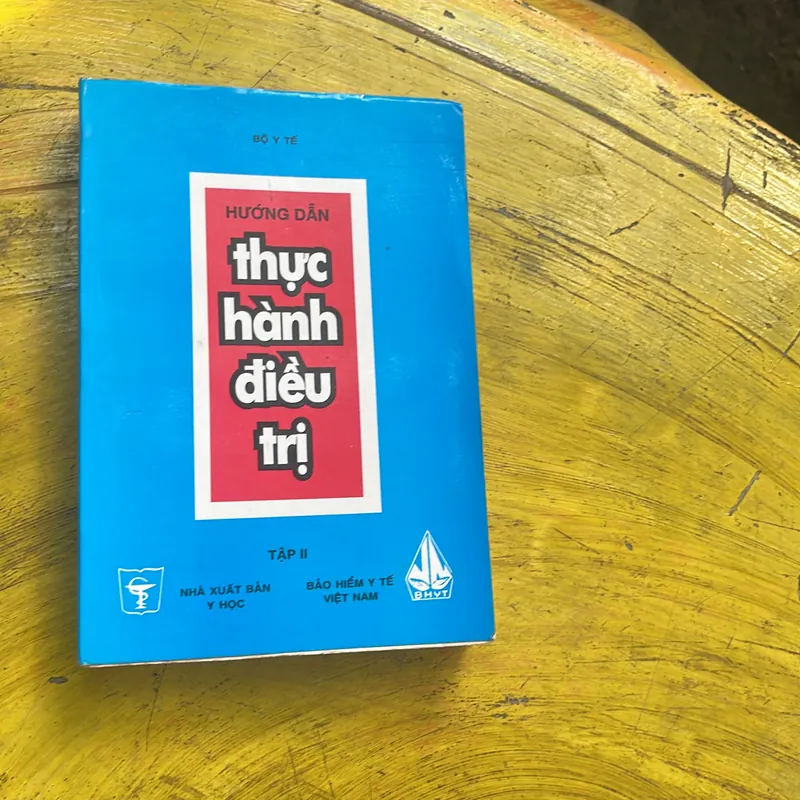 BỘ Y TẾ
HƯỚNG DẪN
thực
hành
điều
trị
TẬP II
NHÀ XUẤT BẢN
Y HỌC
BẢO HIỂM Y TẾ
VIỆT NAM
BHYT